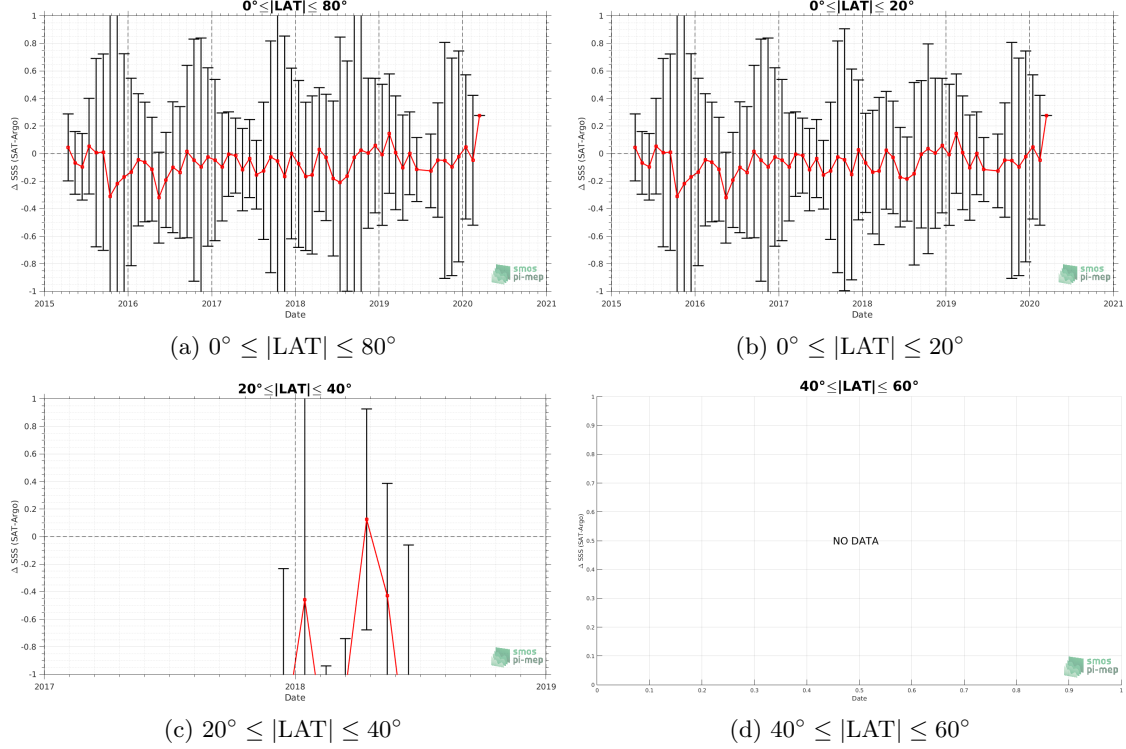 0°≤|LAT|≤ 80°
1
0.8
0.6
0.4
0.2
0
-0.2
-0.4
-0.6
-0.8
-1
Δ SSS (SAT-Argo)
2015
2016
2017
2018
2019
2020
2021
Date
smos
pi-mep
(a) 0° ≤ |LAT| ≤ 80°
0°≤|LAT|≤ 20°
1
0.8
0.6
0.4
0.2
0
-0.2
-0.4
-0.6
-0.8
-1
Δ SSS (SAT-Argo)
2015
2016
2017
2018
2019
2020
2021
Date
smos
pi-mep
(b) 0° ≤ |LAT| ≤ 20°
20°≤|LAT|≤ 40°
1
0.8
0.6
0.4
0.2
0
-0.2
-0.4
-0.6
-0.8
-1
Δ SSS (SAT-Argo)
2017
2018
2019
Date
smos
pi-mep
(c) 20° ≤ |LAT| ≤ 40°
40°≤|LAT|≤ 60°
1
0.9
0.8
0.7
0.6
0.5
0.4
0.3
0.2
0.1
0
Δ SSS (SAT-Argo)
NO DATA
0
0.1
0.2
0.3
0.4
0.5
0.6
0.7
0.8
0.9
1
Date
smos
pi-mep
(d) 40° ≤ |LAT| ≤ 60°